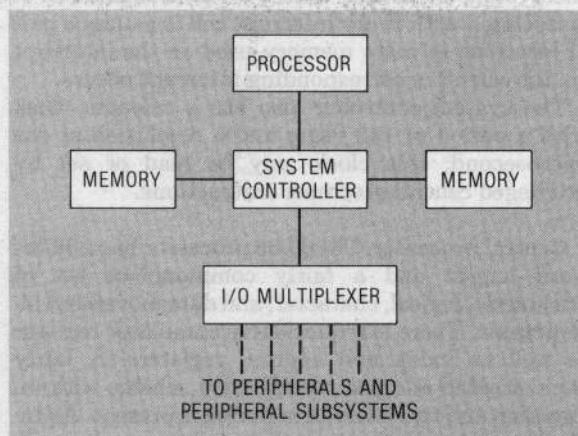 PROCESSOR
MEMORY
SYSTEM
CONTROLLER
MEMORY
I/O MULTIPLEXER
TO PERIPHERALS AND
PERIPHERAL SUBSYSTEMS